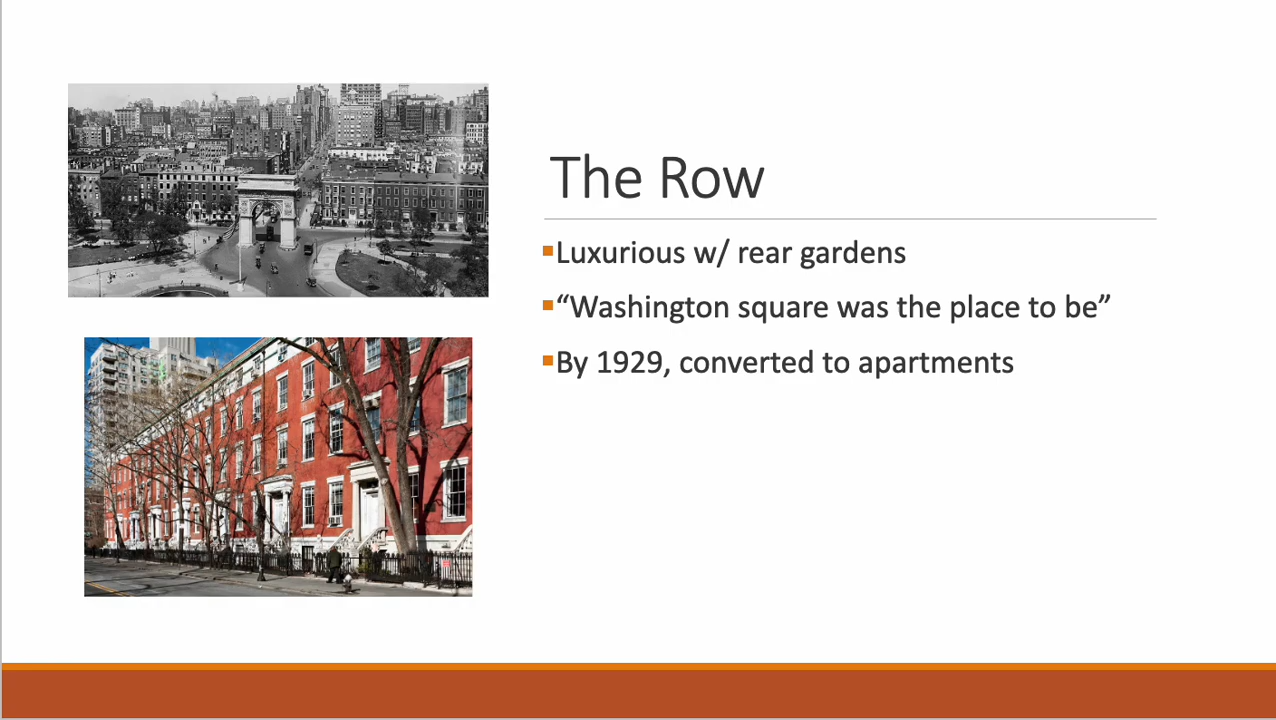 The Row
Luxurious w/ rear gardens
“Washington square was the place to be”
By 1929, converted to apartments